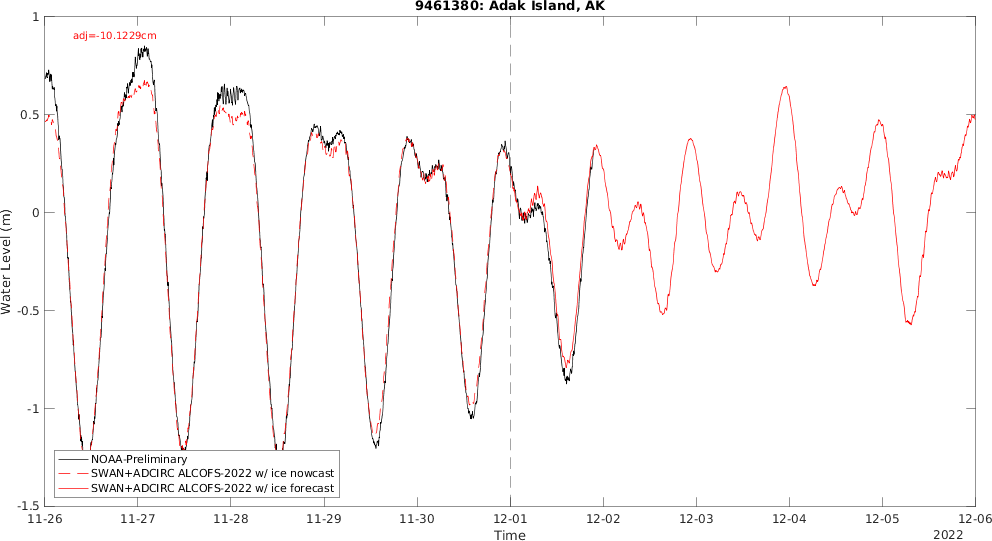 9461380: Adak Island, AK
adj=-10.1229cm
1
0.5
0
-0.5
-1
-1.5
Water Level (m)
NOAA-Preliminary
SWAN+ADCIRC ALCOFS-2022 w/ ice nowcast
SWAN+ADCIRC ALCOFS-2022 w/ ice forecast
11-26 11-27 11-28 11-29 11-30 12-01 12-02 12-03 12-04 12-05 12-06
Time
2022